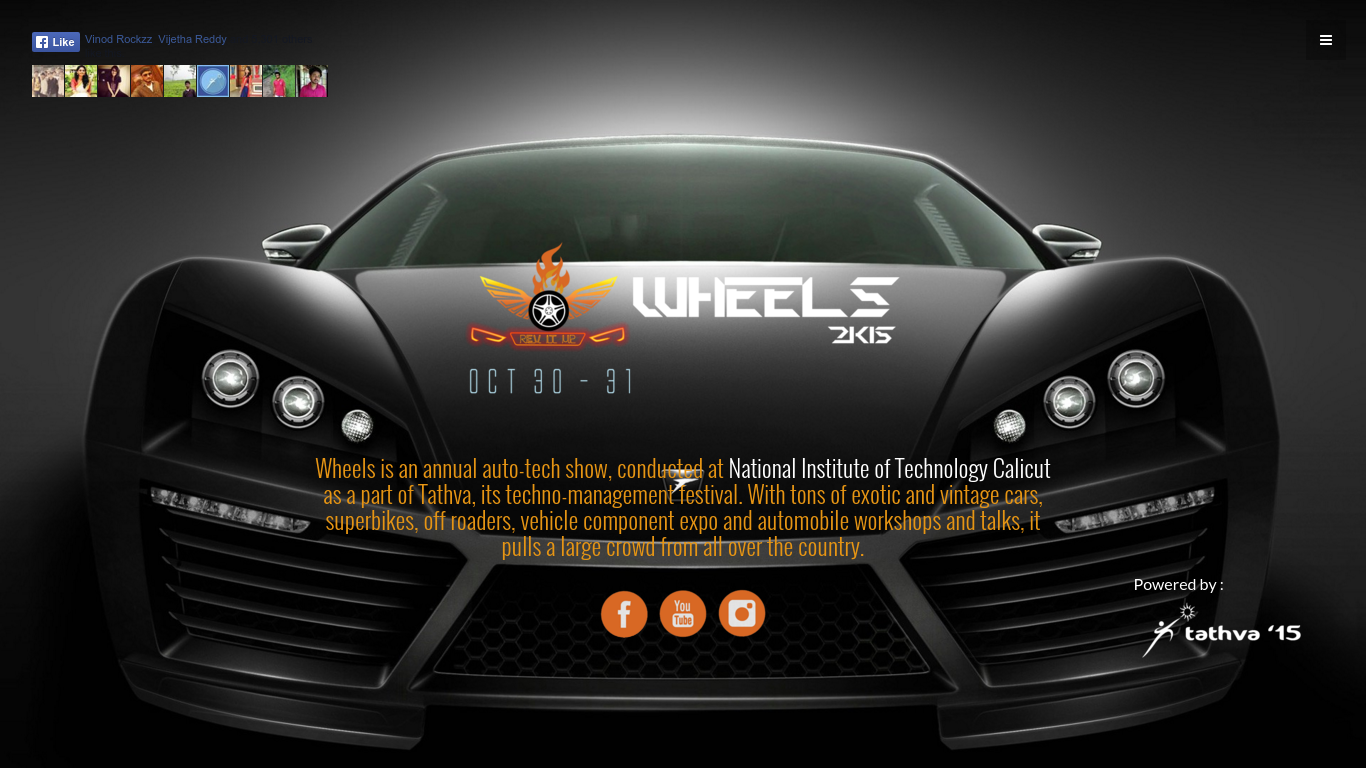 Like Vinod Rockzz Vijetha Reddy
WHEELS
2K15
REV IT UP
OCT 30 - 31
Wheels is an annual auto-tech show, conducted at National Institute of Technology Calicut
as a part of Tathva, its techno-management festival. With tons of exotic and vintage cars,
superbikes, off roaders, vehicle component expo and automobile workshops and talks, it
pulls a large crowd from all over the country.
You
Tube
Powered by :
tathva '15